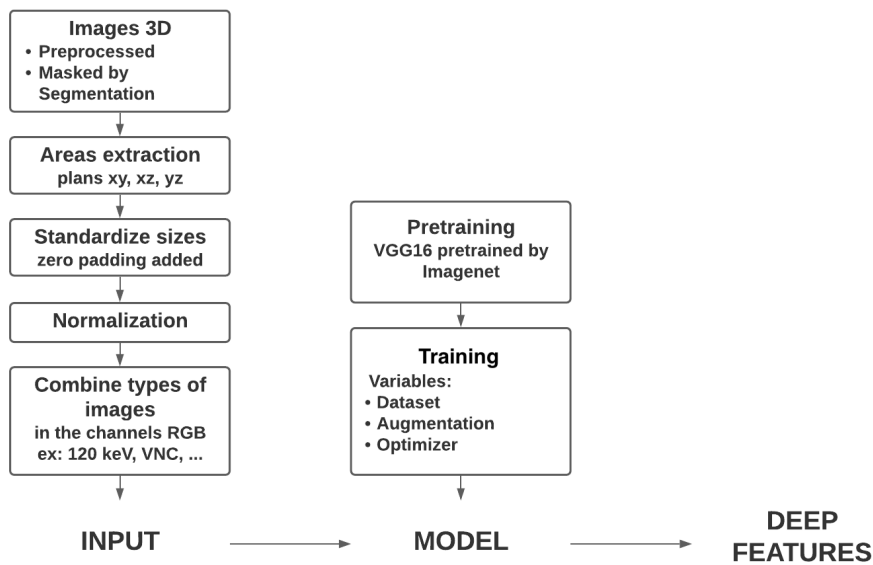 Images 3D
• Preprocessed
• Masked by
Segmentation
Areas extraction
plans xy, xz, yz
Standardize sizes
zero padding added
Normalization
Combine types of
images
in the channels RGB
ex: 120 keV, VNC, ...
INPUT
Pretraining
VGG16 pretrained by
Imagenet
Training
Variables:
• Dataset
• Augmentation
• Optimizer
MODEL
DEEP
FEATURES